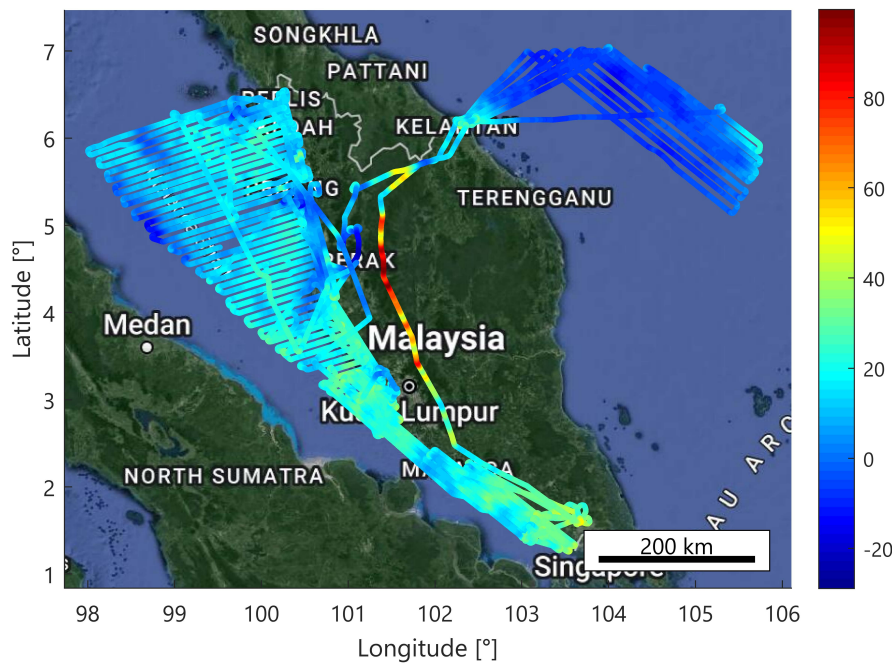 7
6
5
4
3
2
1
Latitude [°]
SONGKHLA
PATTANI
KELANTAN
TERENGGANU
PERAK
Medan
Malaysia
Kuala Lumpur
NORTH SUMATRA
200 km
Singapore
98
99
100
101
102
103
104
105
106
Longitude [°]
80
60
40
20
0
-20